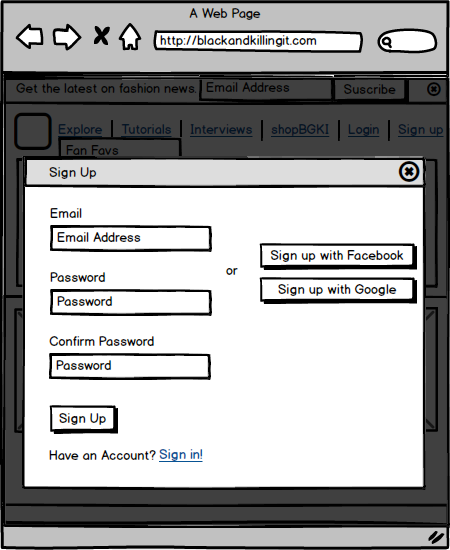 A Web Page
http://blackandkillingit.com
Get the latest on fashion news. Email Address Suscribe
Explore Tutorials Interviews shopBGKI Login Sign up
Fan Favs
Sign Up
Email
Email Address
Password
Password
Confirm Password
Password
or
Sign up with Facebook
Sign up with Google
Sign Up
Have an Account? Sign in!